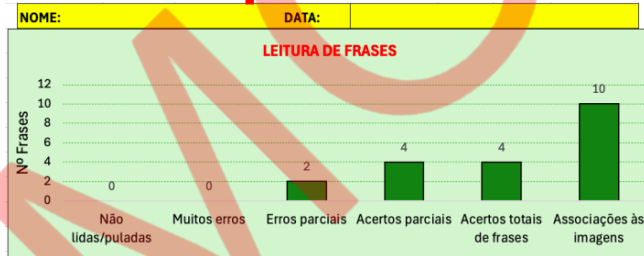 NOME: DATA:
LEITURA DE FRASES
Nº Frases
12
10
8
6
4
2
0
0
0
2
4
4
10
Não lidas/puladas
Muitos erros
Erros parciais
Acertos parciais
Acertos totais de frases
Associações às imagens